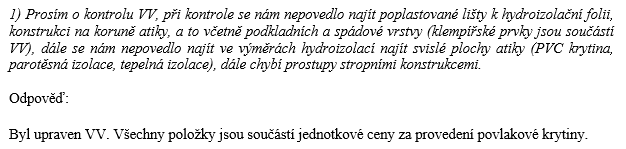 1) Prosím o kontrolu VV, při kontrole se nám nepovedlo najít poplastované lišty k hydroizolační folii,
konstrukci na koruně atiky, a to včetně podkladních a spádové vrstvy (klempířské prvky jsou součástí
VV), dále se nám nepovedlo najít ve výměrách hydroizolací najít svislé plochy atiky (PVC krytina,
parotěsná izolace, tepelná izolace), dále chybí prostupy stropními konstrukcemi.
Odpověď:
Byl upraven VV. Všechny položky jsou součástí jednotkové ceny za provedení povlakové krytiny.